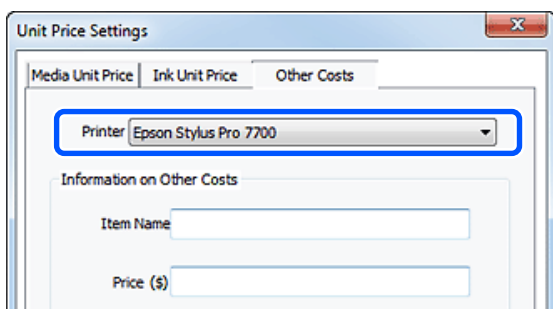 Unit Price Settings
Media Unit Price Ink Unit Price Other Costs
Printer Epson Stylus Pro 7700
Information on Other Costs
Item Name
Price ($)